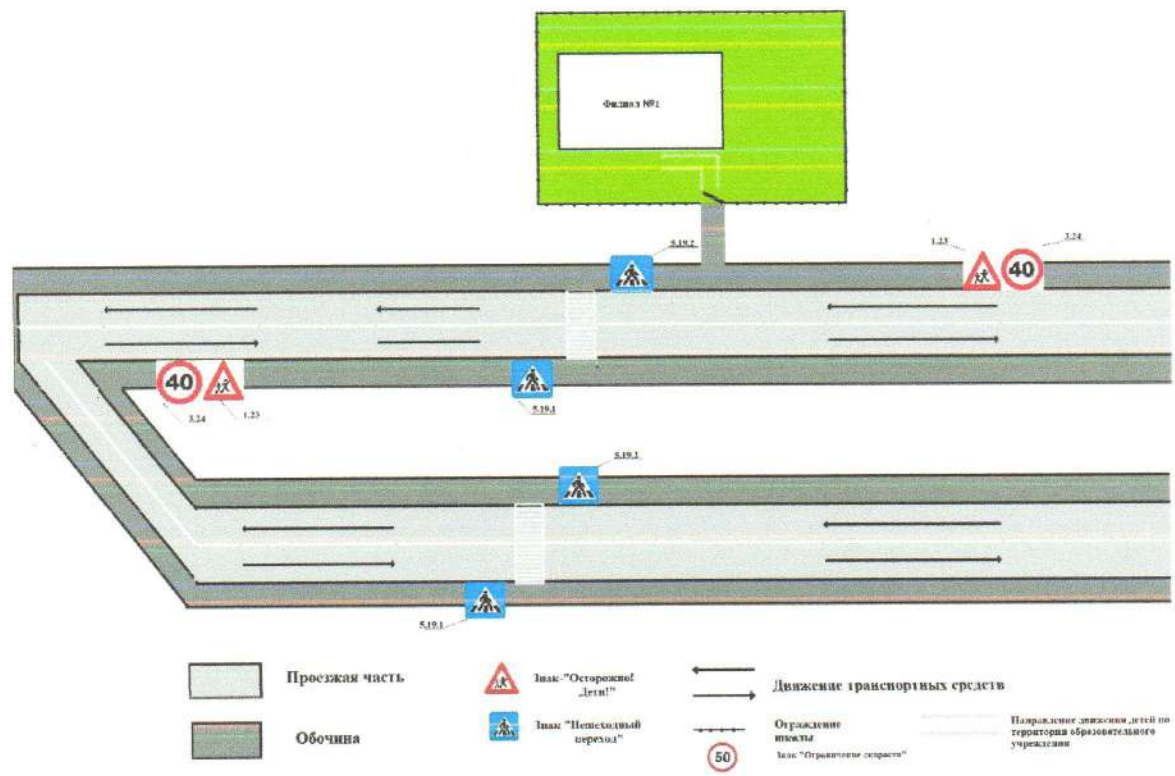 Филиал №1
5.19.2
1.23
3.24
40
40
3.24
1.23
5.19.1
5.19.2
5.19.1
Проезжая часть
Знак-"Осторожно!
Дети!"
Движение транспортных средств
Обочина
Знак "Пешеходный
переход"
Ограждение
школы
50
Знак "Ограничение скорости"
Направление движения детей по
территории образовательного
учреждения